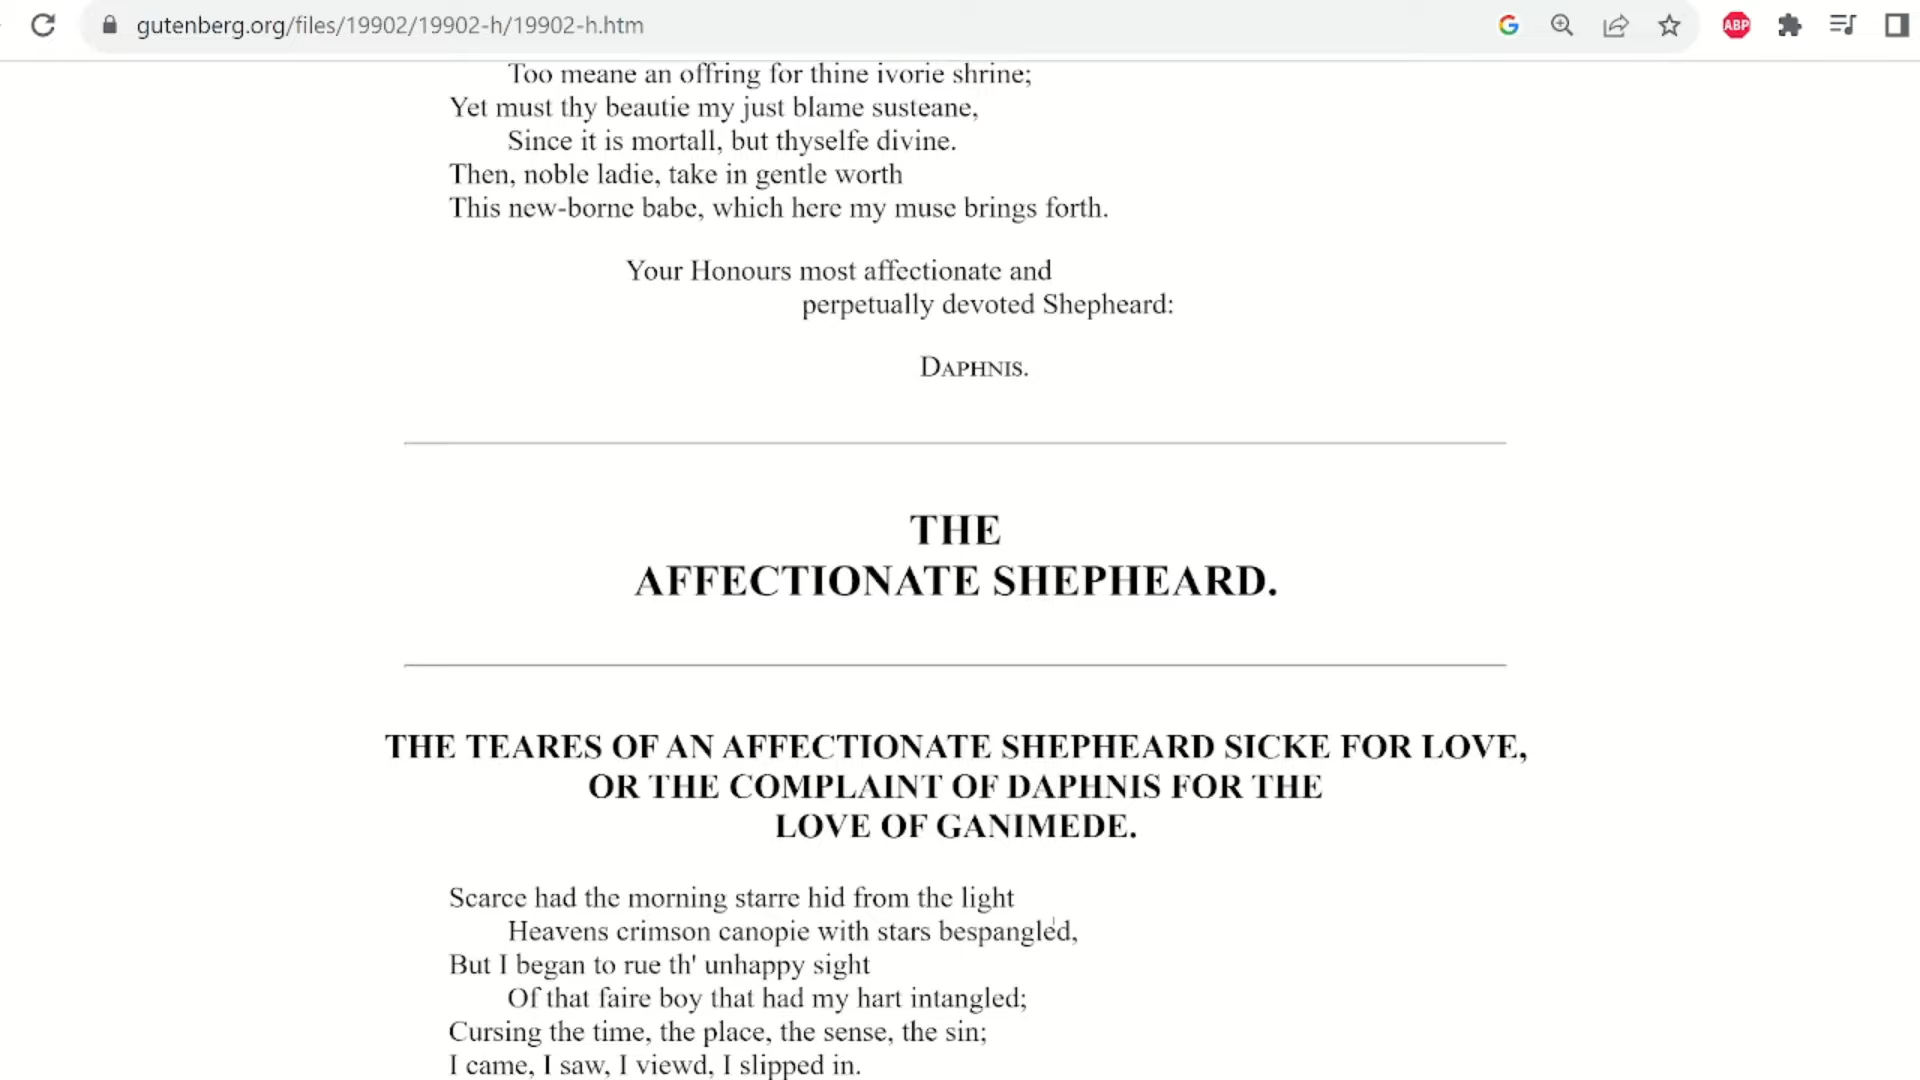 gutenberg.org/files/19902/19902-h/19902-h.htm
ABP
Too meane an offring for thine ivorie shrine;
Yet must thy beautie my just blame susteane,
Since it is mortall, but thyselfe divine.
Then, noble ladie, take in gentle worth
This new-borne babe, which here my muse brings forth.
Your Honours most affectionate and
perpetually devoted Shepheard:
DAPHNIS.
THE
AFFECTIONATE SHEPHEARD.
THE TEARES OF AN AFFECTIONATE SHEPHEARD SICKE FOR LOVE,
OR THE COMPLAINT OF DAPHNIS FOR THE
LOVE OF GANIMEDE.
Scarce had the morning starre hid from the light
Heavens crimson canopie with stars bespangled,
But I began to rue th' unhappy sight
Of that faire boy that had my hart intangled;
Cursing the time, the place, the sense, the sin;
I came, I saw, I viewd, I slipped in.